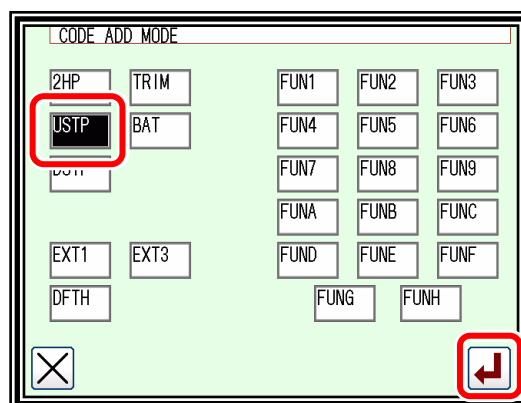 CODE ADD MODE
2HP TRIM FUN1 FUN2 FUN3
USTP BAT FUN4 FUN5 FUN6
FUN7 FUN8 FUN9
FUNA FUNB FUNC
EXT1 EXT3 FUND FUNE FUNF
DFTH FUNG FUNH